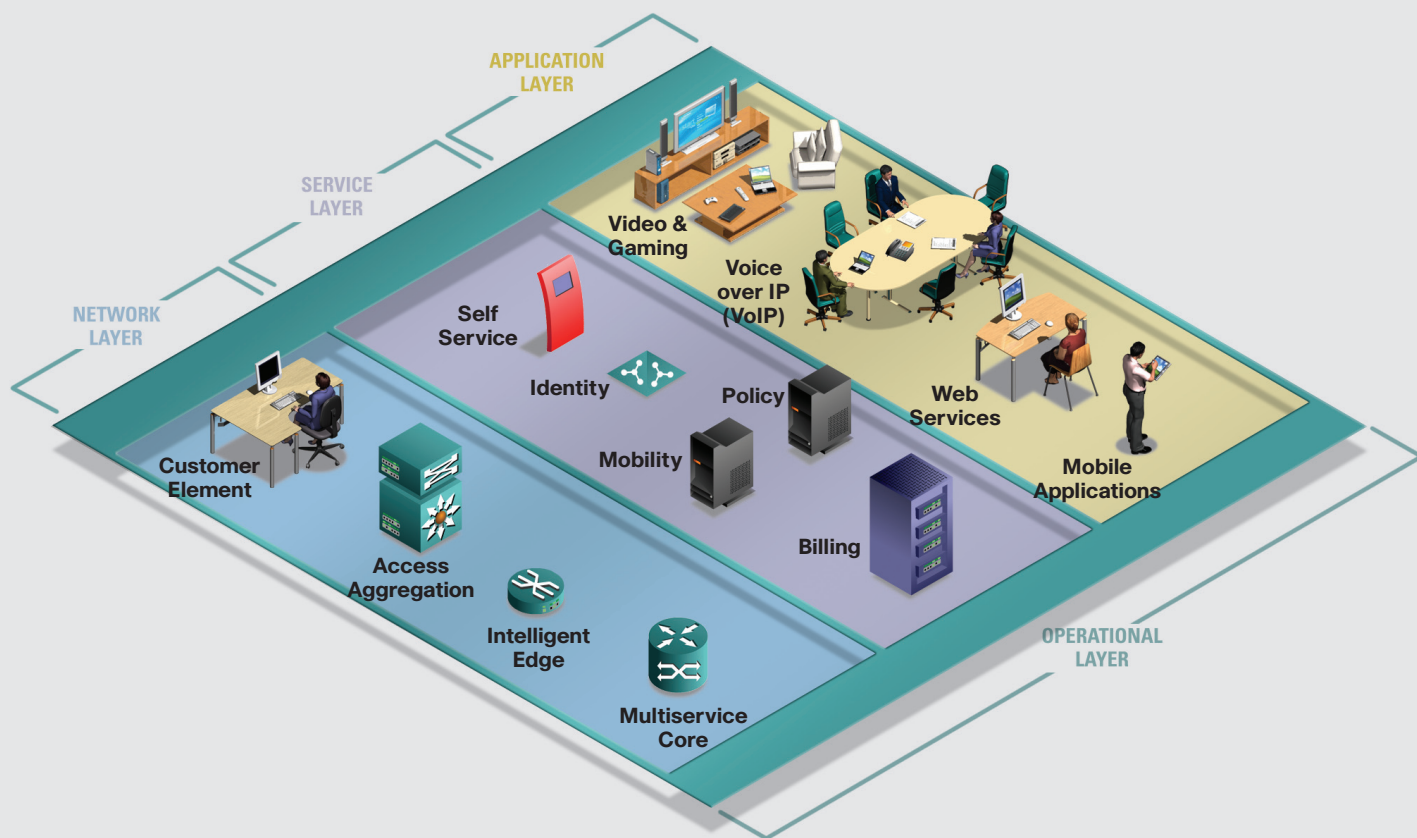 APPLICATION
LAYER
SERVICE
LAYER
NETWORK
LAYER
Video &
Gaming
Voice
over IP
(VoIP)
Self
Service
Identity
Policy
Web
Services
Mobility
Customer
Element
Mobile
Applications
Billing
Access
Aggregation
Intelligent
Edge
OPERATIONAL
LAYER
Multiservice
Core